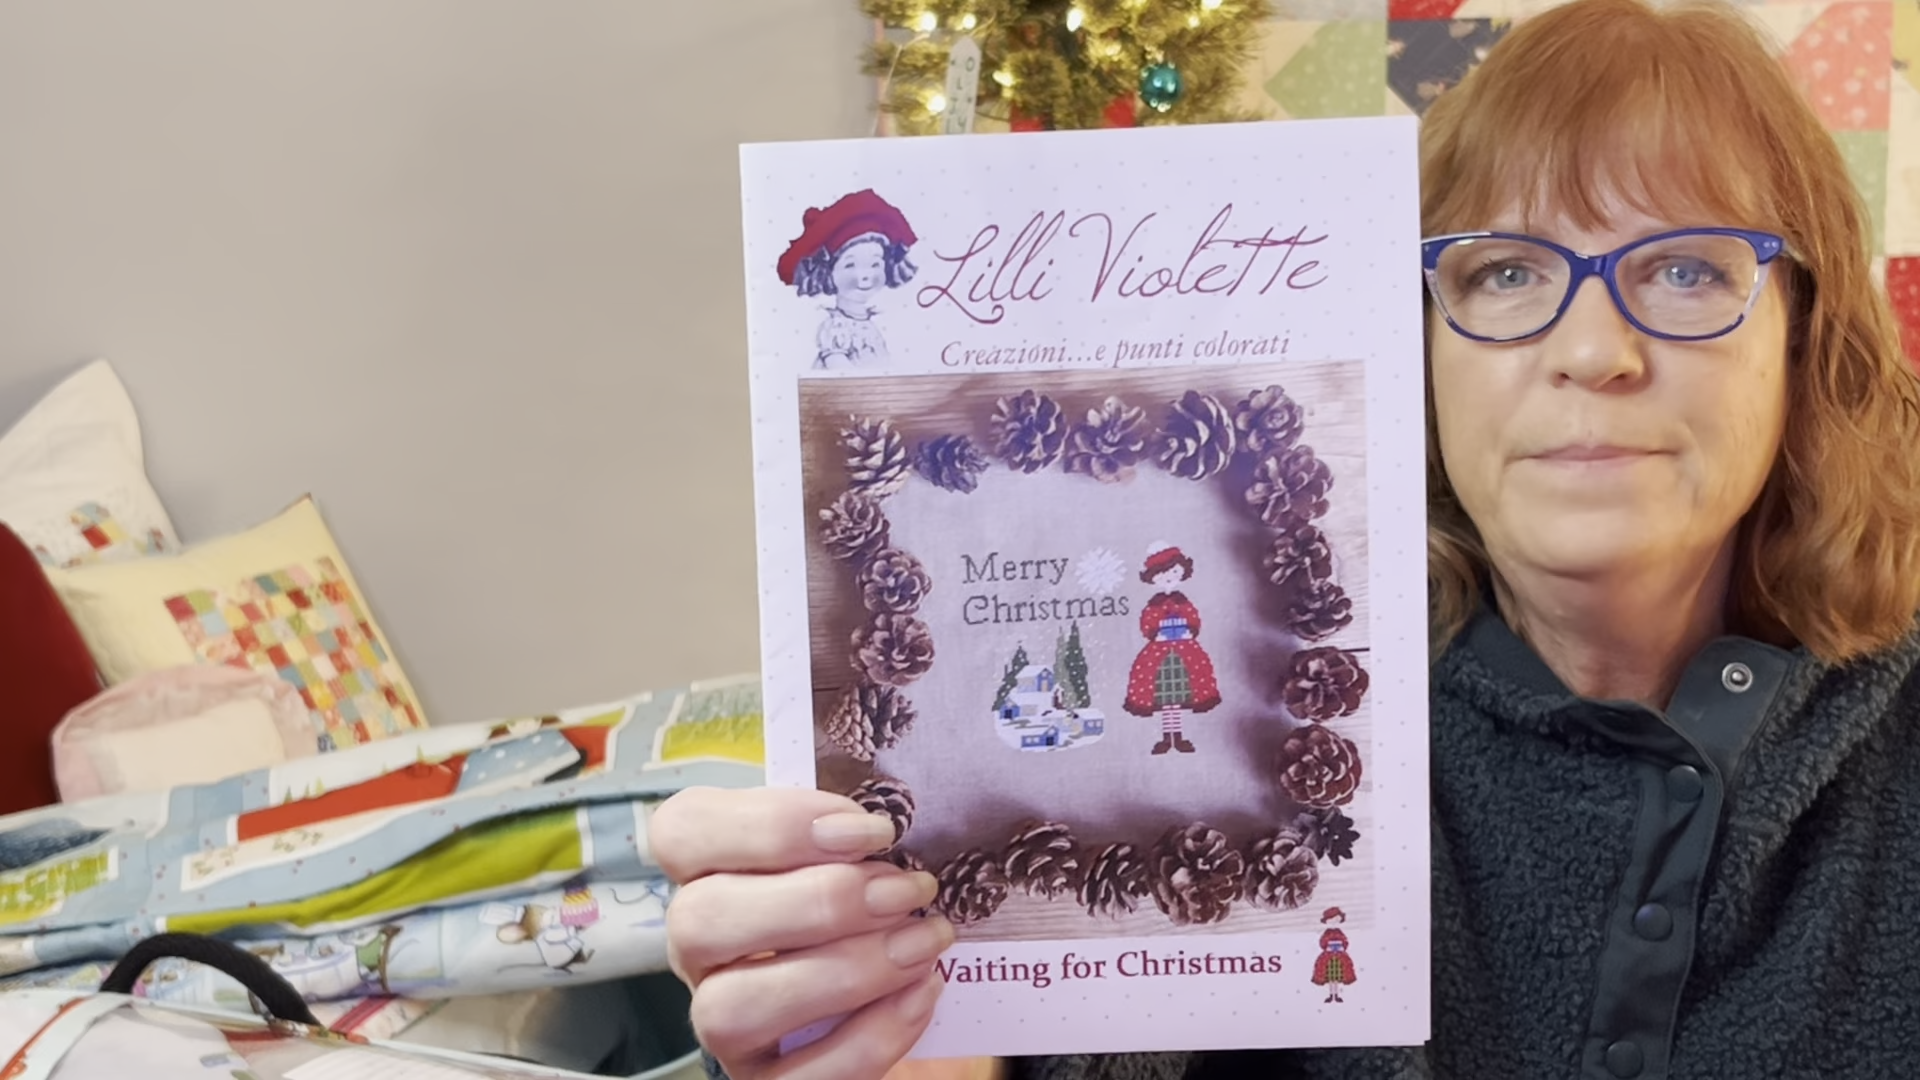 Lilli Violette
Creazioni...e punti colorati
Merry
Christmas
Waiting for Christmas